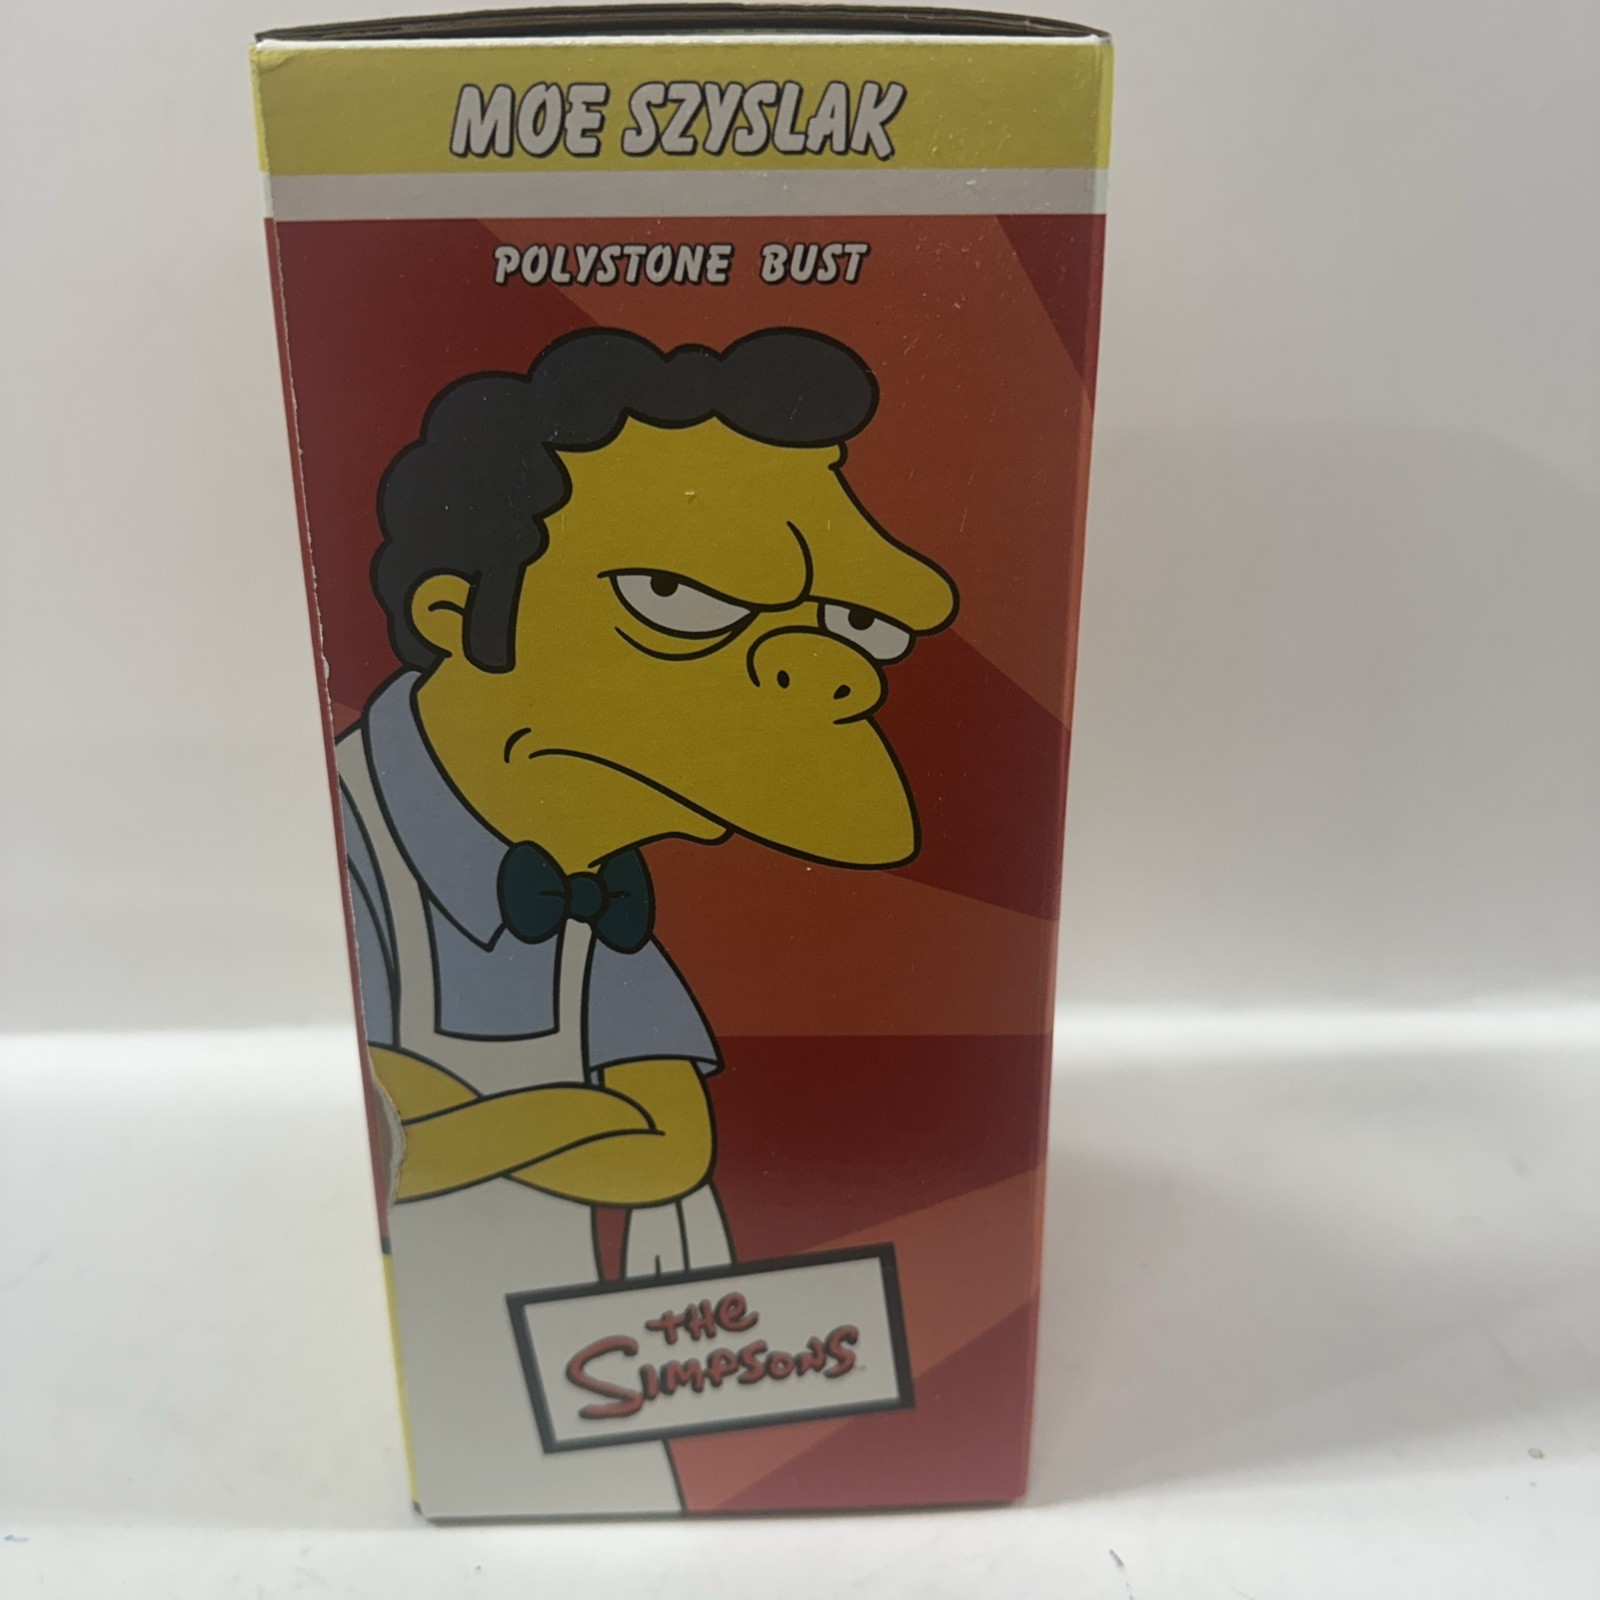 MOE SZYSLAK
POLYSTONE BUST
THE
SIMPSONS